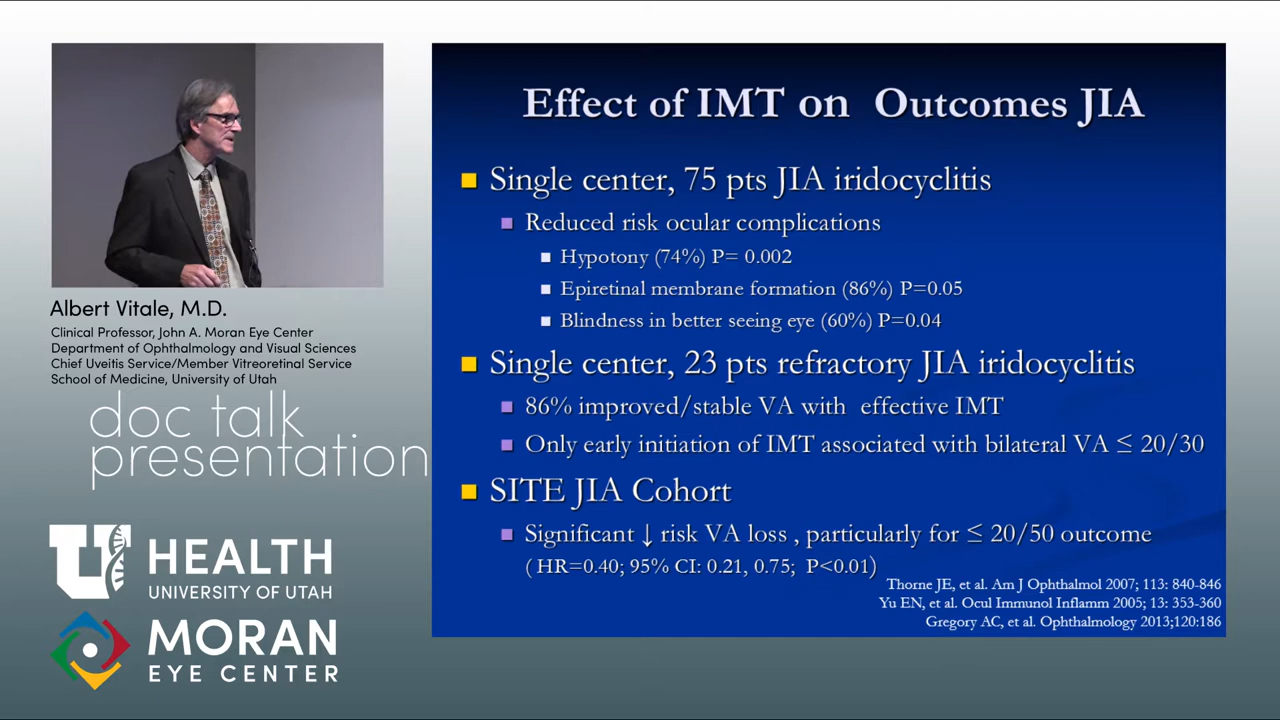 Albert Vitale, M.D.
Clinical Professor, John A. Moran Eye Center
Department of Ophthalmology and Visual Sciences
Chief Uveitis Service/Member Vitreoretinal Service
School of Medicine, University of Utah
doc talk
presentation
U HEALTH
UNIVERSITY OF UTAH
MORAN
EYE CENTER
Effect of IMT on Outcomes JIA
Single center, 75 pts JIA iridocyclitis
Reduced risk ocular complications
Hypotony (74%) P= 0.002
Epiretinal membrane formation (86%) P=0.05
Blindness in better seeing eye (60%) P=0.04
Single center, 23 pts refractory JIA iridocyclitis
86% improved/stable VA with effective IMT
Only early initiation of IMT associated with bilateral VA ≤ 20/30
SITE JIA Cohort
Significant ↓ risk VA loss , particularly for ≤ 20/50 outcome
( HR=0.40; 95% CI: 0.21, 0.75; P<0.01)
Thorne JE, et al. Am J Ophthalmol 2007; 113: 840-846
Yu EN, et al. Ocul Immunol Inflamm 2005; 13: 353-360
Gregory AC, et al. Ophthalmology 2013;120:186